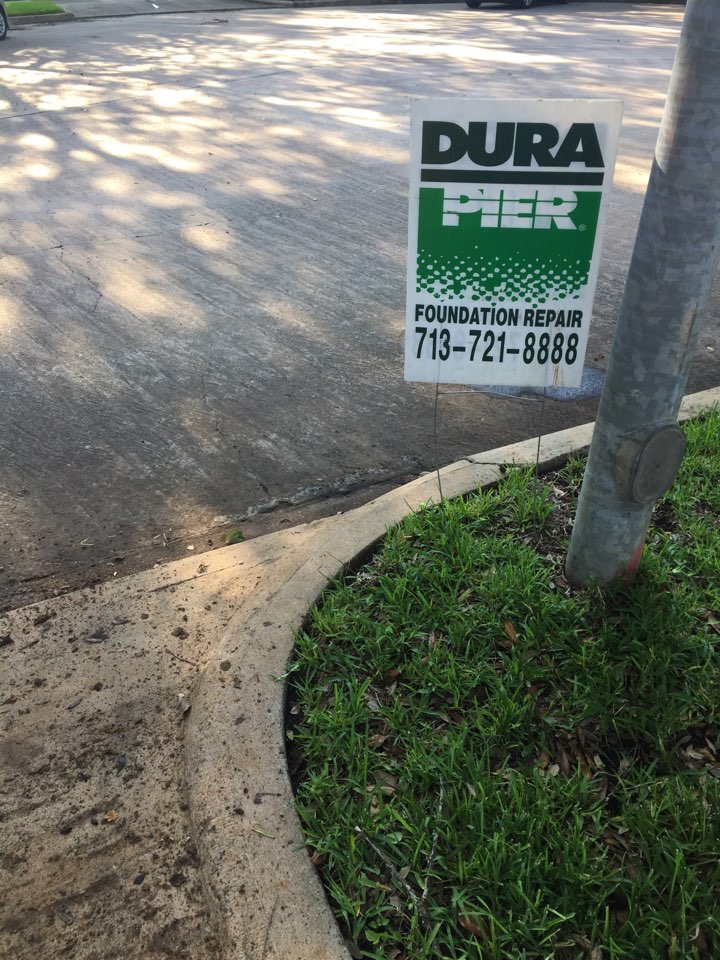 DURA
PIER®
FOUNDATION REPAIR
713-721-8888